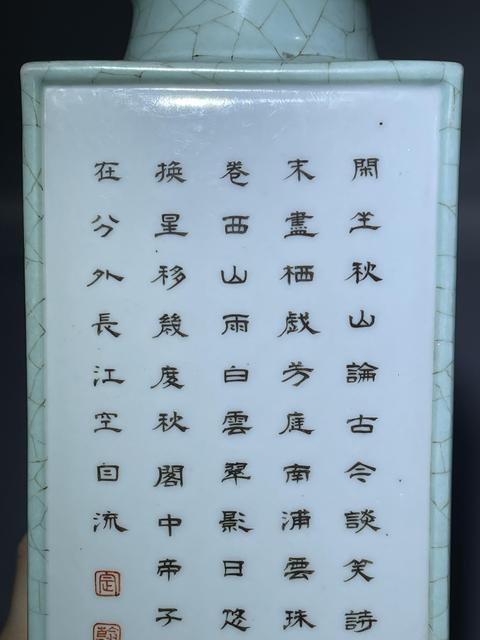 閑坐秋山論古今談笑詩
未盡栖戲芳庭南浦雲珠
卷西山雨白雲翠影日悠
換星移幾度秋閣中帝子
在分外長江空自流